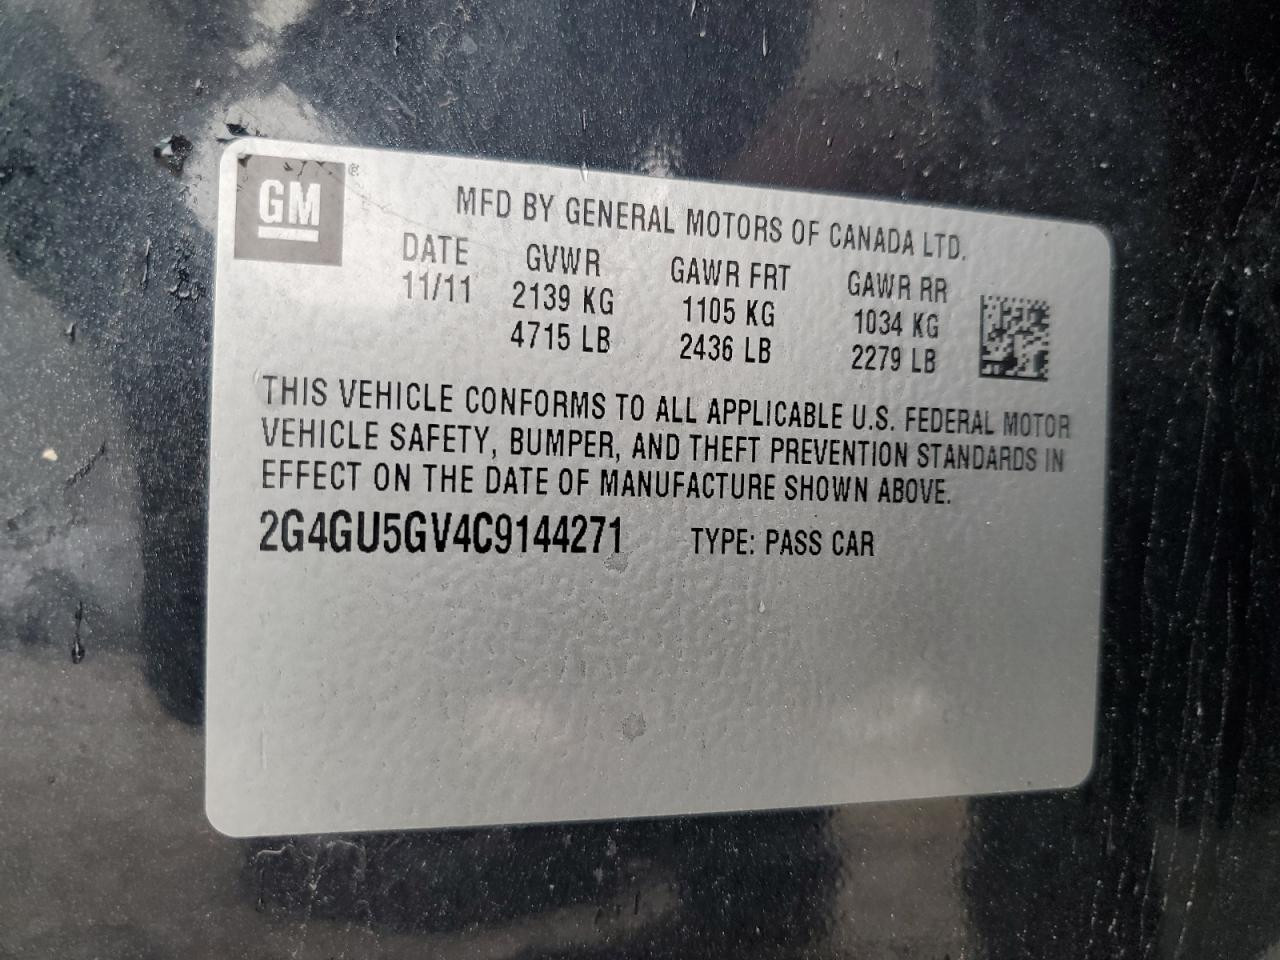 GM ®
MFD BY GENERAL MOTORS OF CANADA LTD.
DATE GVWR GAWR FRT GAWR RR
11/11 2139 KG 1105 KG 1034 KG
4715 LB 2436 LB 2279 LB
THIS VEHICLE CONFORMS TO ALL APPLICABLE U.S. FEDERAL MOTOR
VEHICLE SAFETY, BUMPER, AND THEFT PREVENTION STANDARDS IN
EFFECT ON THE DATE OF MANUFACTURE SHOWN ABOVE.
2G4GU5GV4C9144271 TYPE: PASS CAR